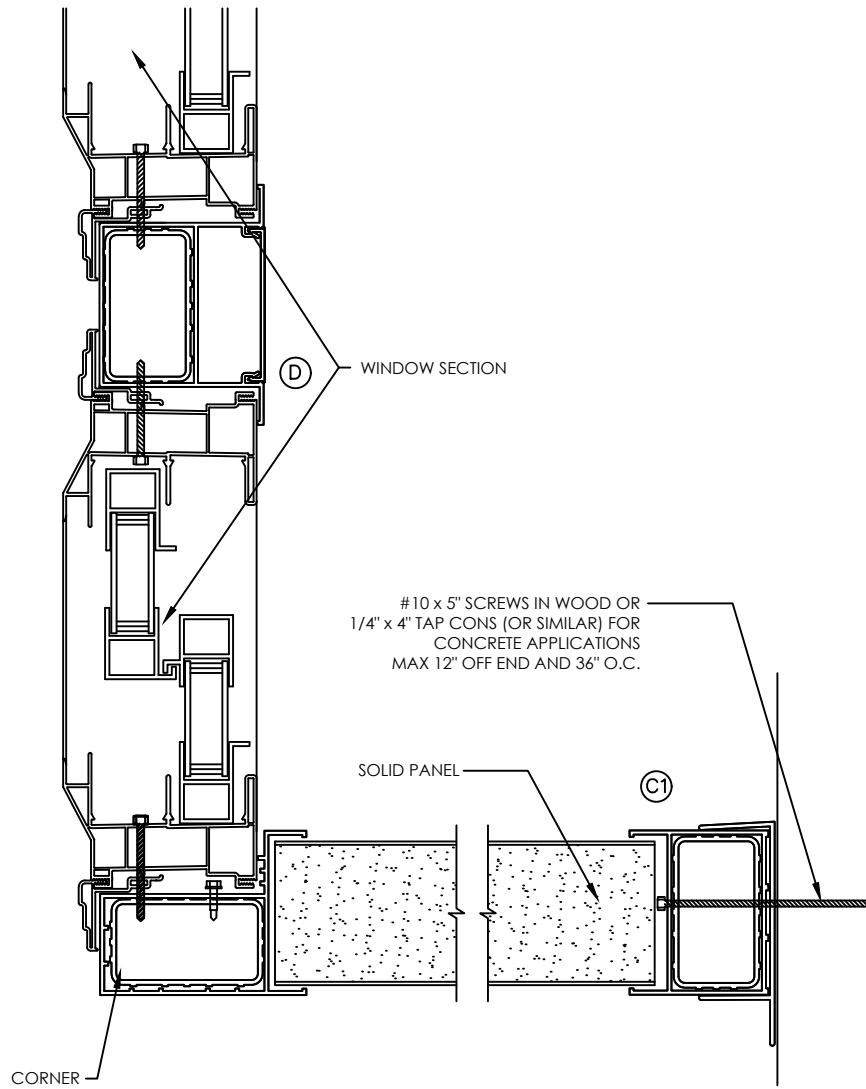 D
WINDOW SECTION
#10 x 5" SCREWS IN WOOD OR
1/4" x 4" TAP CONS (OR SIMILAR) FOR
CONCRETE APPLICATIONS
MAX 12" OFF END AND 36" O.C.
SOLID PANEL
C1
CORNER